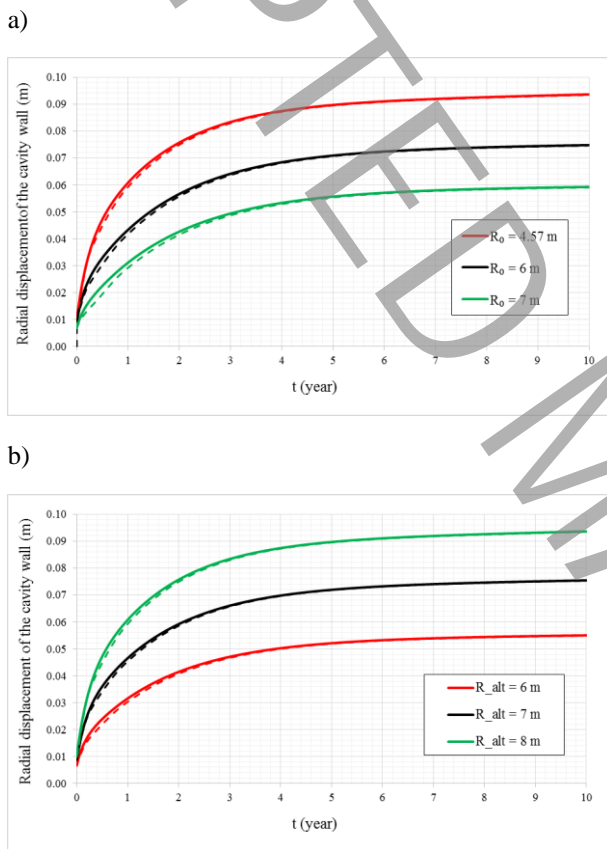 a)
Radial displacementof the cavity wall (m)
0.10
0.09
0.08
0.07
0.06
0.05
0.04
0.03
0.02
0.01
0.00
R₀ = 4.57 m
R₀ = 6 m
R₀ = 7 m
0 1 2 3 4 5 6 7 8 9 10
t (year)
b)
Radial displacement of the cavity wall (m)
0.10
0.09
0.08
0.07
0.06
0.05
0.04
0.03
0.02
0.01
0.00
R_alt = 6 m
R_alt = 7 m
R_alt = 8 m
0 1 2 3 4 5 6 7 8 9 10
t (year)
PTED M